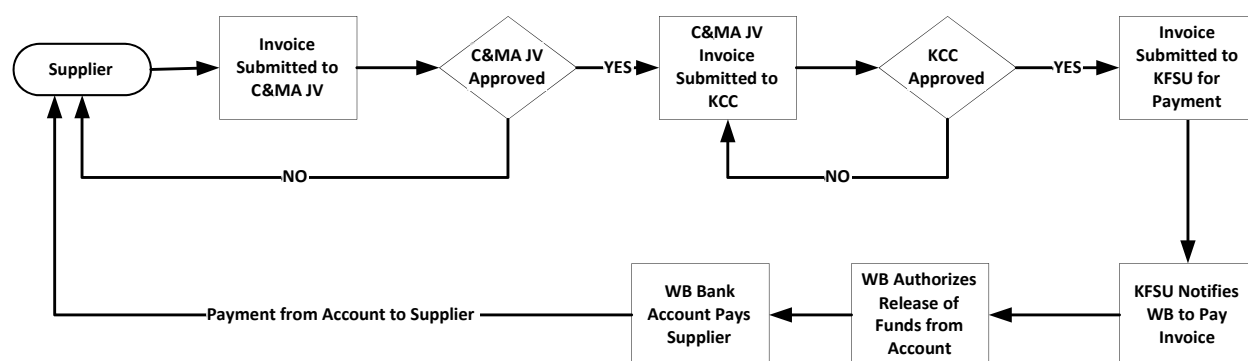 Supplier
Invoice
Submitted to
C&MA JV
C&MA JV
Approved
YES
C&MA JV
Invoice
Submitted to
KCC
KCC
Approved
YES
Invoice
Submitted to
KFSU for
Payment
NO
NO
Payment from Account to Supplier
WB Bank
Account Pays
Supplier
WB Authorizes
Release of
Funds from
Account
KFSU Notifies
WB to Pay
Invoice